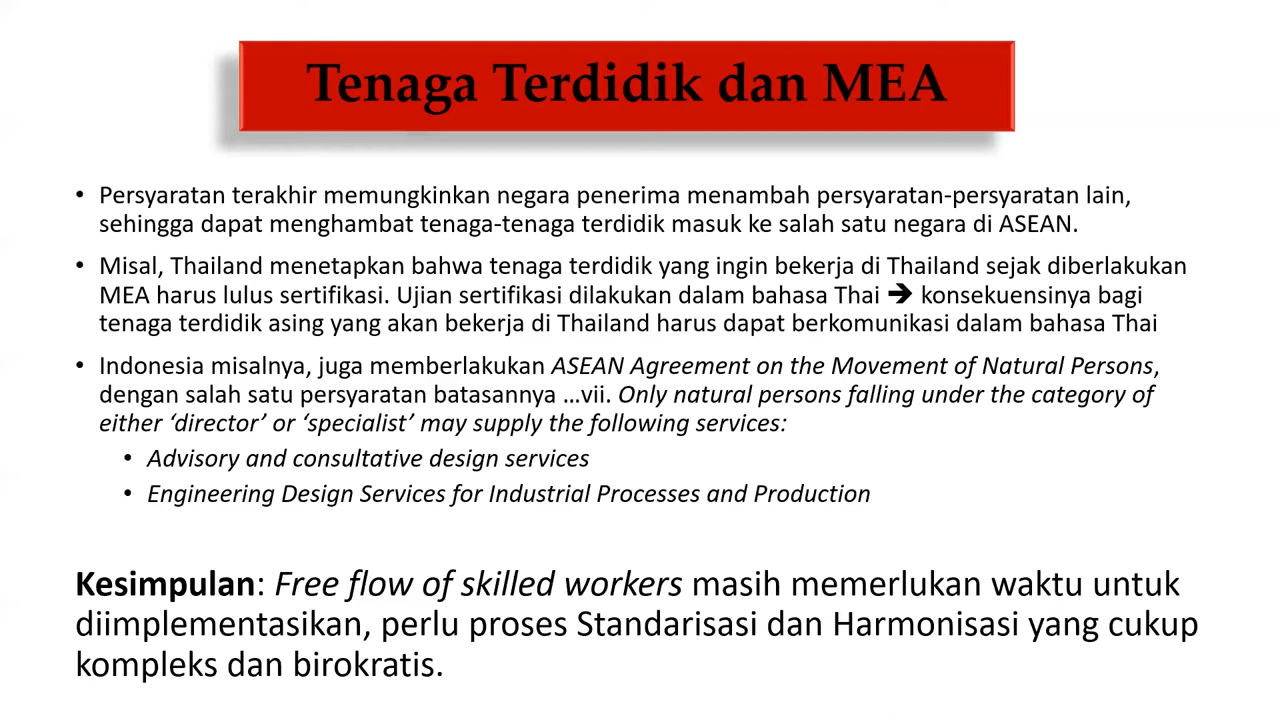 Tenaga Terdidik dan MEA
• Persyaratan terakhir memungkinkan negara penerima menambah persyaratan-persyaratan lain,
sehingga dapat menghambat tenaga-tenaga terdidik masuk ke salah satu negara di ASEAN.
• Misal, Thailand menetapkan bahwa tenaga terdidik yang ingin bekerja di Thailand sejak diberlakukan
MEA harus lulus sertifikasi. Ujian sertifikasi dilakukan dalam bahasa Thai 🡺 konsekuensinya bagi
tenaga terdidik asing yang akan bekerja di Thailand harus dapat berkomunikasi dalam bahasa Thai
• Indonesia misalnya, juga memberlakukan ASEAN Agreement on the Movement of Natural Persons,
dengan salah satu persyaratan batasannya …vii. Only natural persons falling under the category of
either ‘director’ or ‘specialist’ may supply the following services:
• Advisory and consultative design services
• Engineering Design Services for Industrial Processes and Production
Kesimpulan: Free flow of skilled workers masih memerlukan waktu untuk
diimplementasikan, perlu proses Standarisasi dan Harmonisasi yang cukup
kompleks dan birokratis.